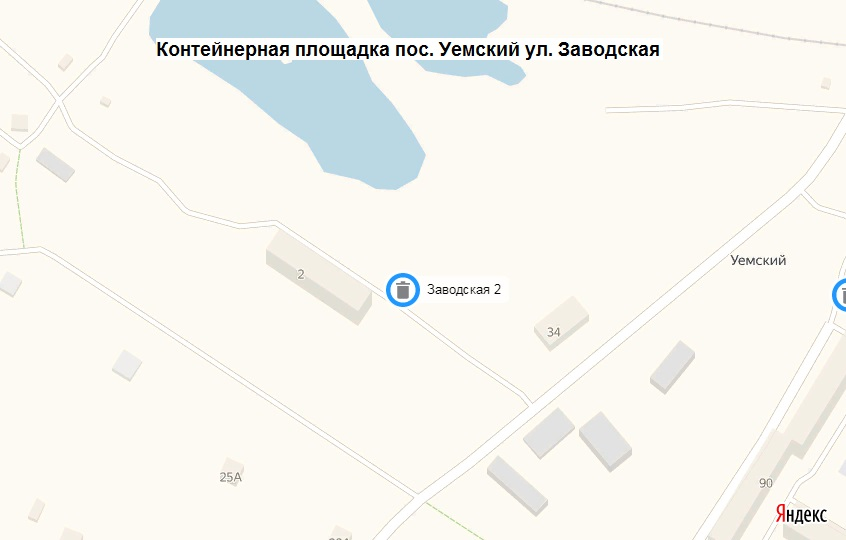 Контейнерная площадка пос. Уемский ул. Заводская
Уемский
2
Заводская 2
34
25А
90
Яндекс